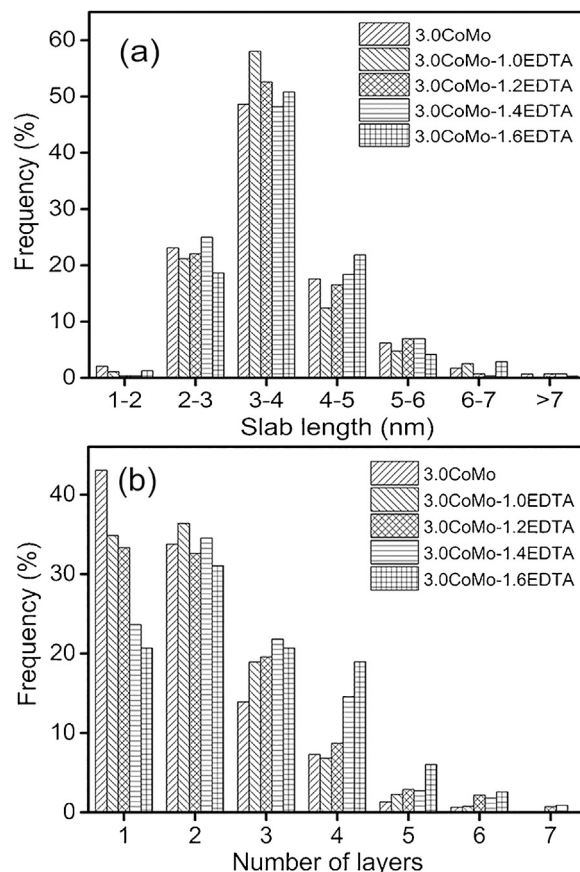 (a)
3.0CoMo
3.0CoMo-1.0EDTA
3.0CoMo-1.2EDTA
3.0CoMo-1.4EDTA
3.0CoMo-1.6EDTA
Frequency (%)
60
50
40
30
20
10
0
1-2 2-3 3-4 4-5 5-6 6-7 >7
Slab length (nm)
(b)
3.0CoMo
3.0CoMo-1.0EDTA
3.0CoMo-1.2EDTA
3.0CoMo-1.4EDTA
3.0CoMo-1.6EDTA
Frequency (%)
40
30
20
10
0
1 2 3 4 5 6 7
Number of layers